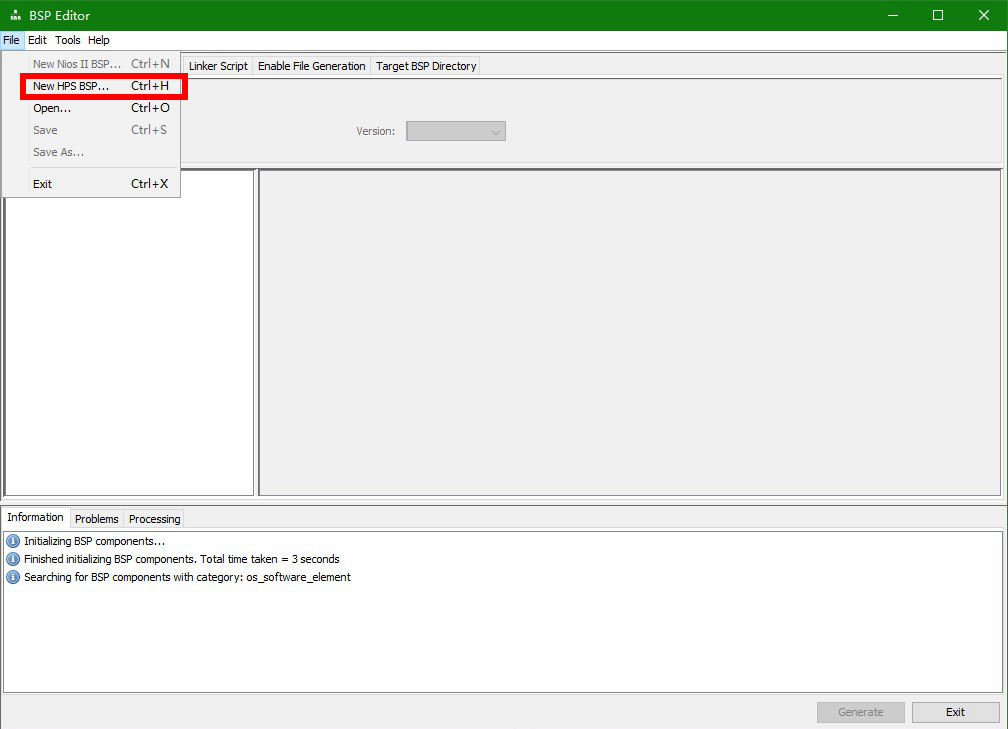 BSP Editor
File Edit Tools Help
New Nios II BSP... Ctrl+N
New HPS BSP... Ctrl+H
Open... Ctrl+O
Save Ctrl+S
Save As...
Exit Ctrl+X
Linker Script Enable File Generation Target BSP Directory
Version:
Information Problems Processing
Initializing BSP components...
Finished initializing BSP components. Total time taken = 3 seconds
Searching for BSP components with category: os_software_element
Generate Exit